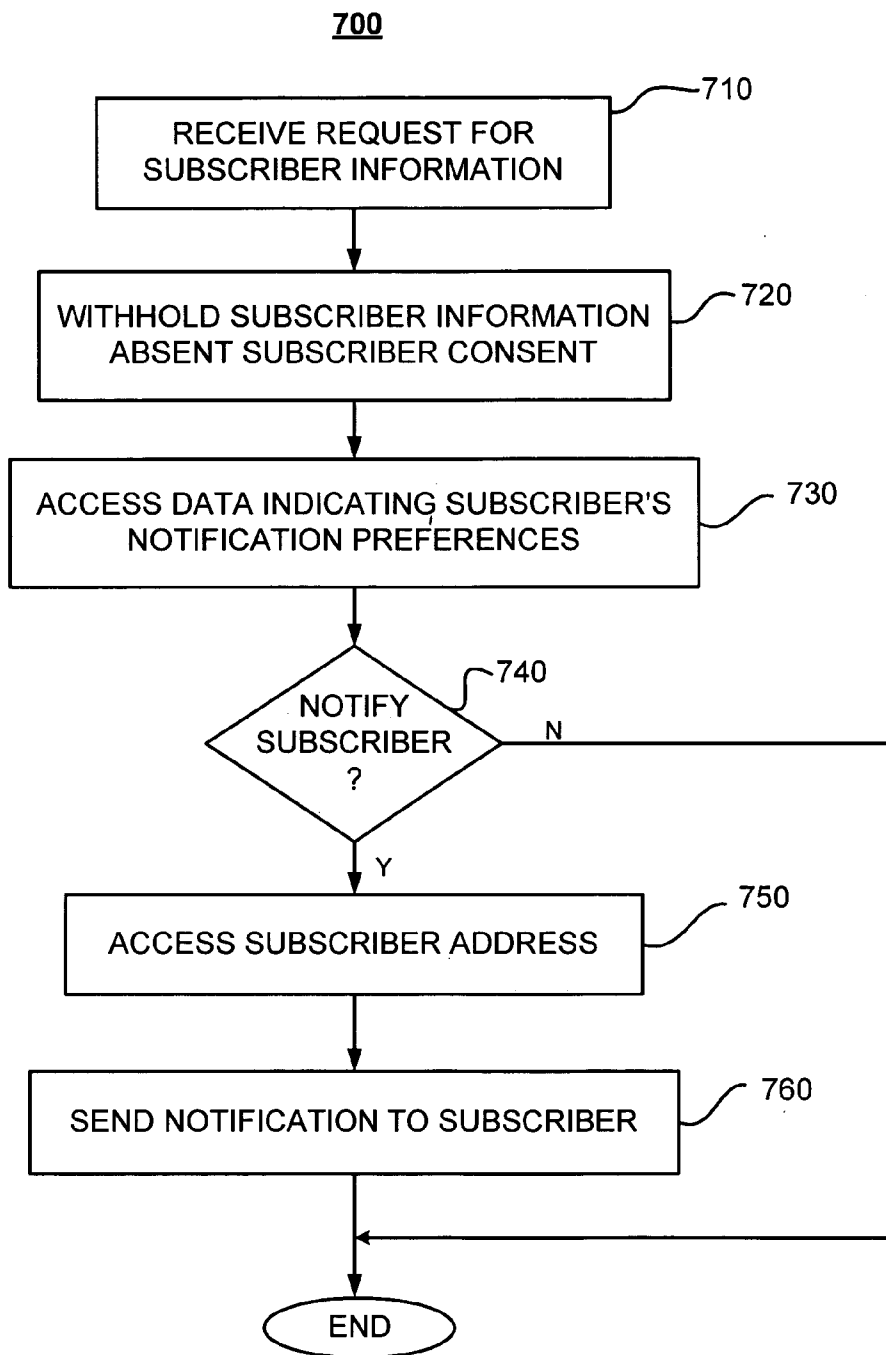 700
710
RECEIVE REQUEST FOR
SUBSCRIBER INFORMATION
720
WITHHOLD SUBSCRIBER INFORMATION
ABSENT SUBSCRIBER CONSENT
730
ACCESS DATA INDICATING SUBSCRIBER'S
NOTIFICATION PREFERENCES
740
NOTIFY
SUBSCRIBER
?
N
Y
750
ACCESS SUBSCRIBER ADDRESS
760
SEND NOTIFICATION TO SUBSCRIBER
END